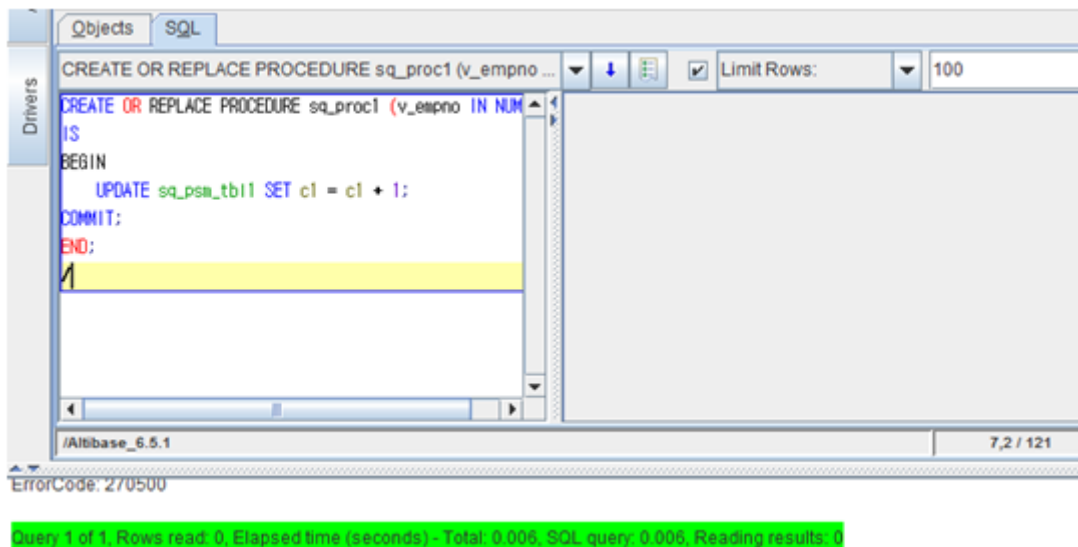 Objects SQL
CREATE OR REPLACE PROCEDURE sq_proc1 (v_empno ... Limit Rows: 100
Drivers
CREATE OR REPLACE PROCEDURE sq_proc1 (v_empno IN NUM
IS
BEGIN
UPDATE sq_psm_tbl1 SET c1 = c1 + 1;
COMMIT;
END;
/
/Altibase_6.5.1 7,2 / 121
ErrorCode: 270500
Query 1 of 1, Rows read: 0, Elapsed time (seconds) - Total: 0.006, SQL query: 0.006, Reading results: 0